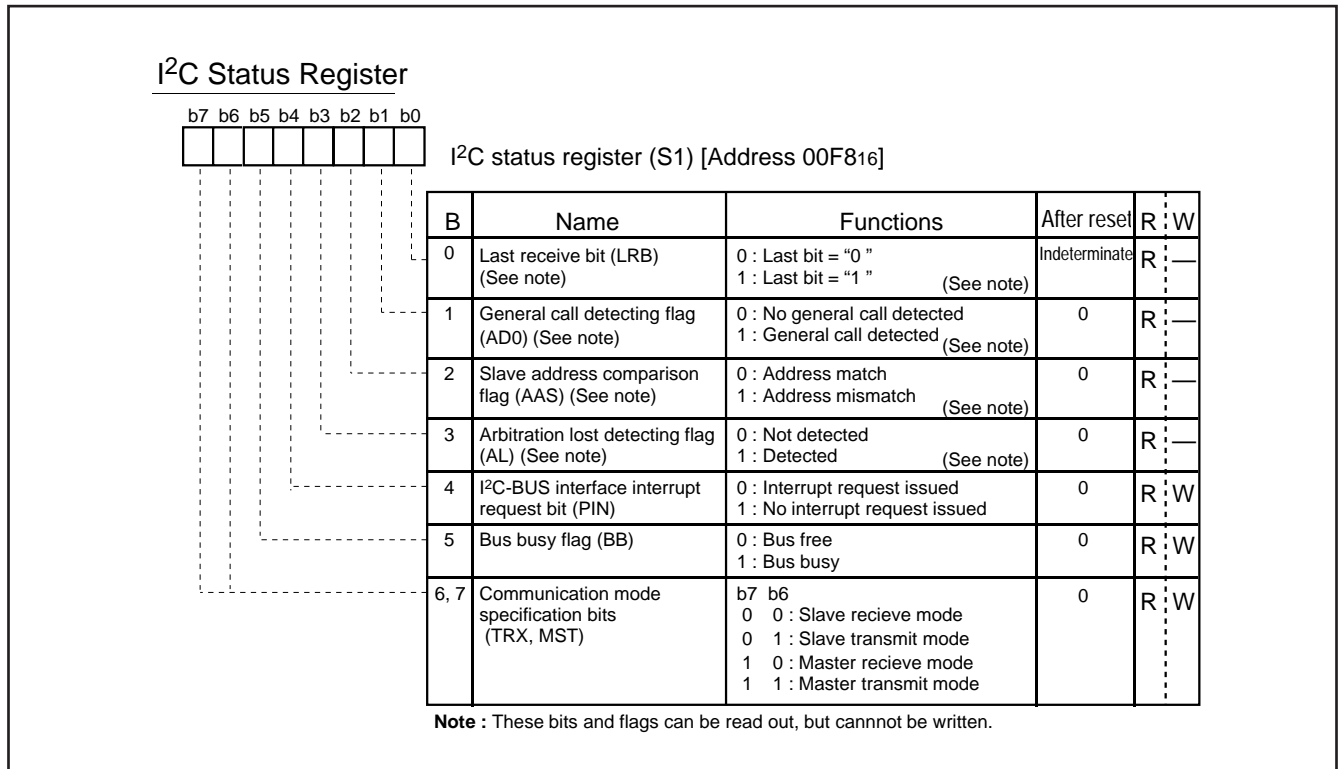 I2C Status Register
b7 b6 b5 b4 b3 b2 b1 b0
I2C status register (S1) [Address 00F816]
B Name Functions After reset R W
0 Last receive bit (LRB) 0 : Last bit = “0 ” Indeterminate R —
(See note) 1 : Last bit = “1 ” (See note)
1 General call detecting flag 0 : No general call detected 0 R —
(AD0) (See note) 1 : General call detected (See note)
2 Slave address comparison 0 : Address match 0 R —
flag (AAS) (See note) 1 : Address mismatch (See note)
3 Arbitration lost detecting flag 0 : Not detected 0 R —
(AL) (See note) 1 : Detected (See note)
4 I2C-BUS interface interrupt 0 : Interrupt request issued 0 R W
request bit (PIN) 1 : No interrupt request issued
5 Bus busy flag (BB) 0 : Bus free 0 R W
1 : Bus busy
6, 7 Communication mode b7 b6 0 R W
specification bits 0 0 : Slave recieve mode
(TRX, MST) 0 1 : Slave transmit mode
1 0 : Master recieve mode
1 1 : Master transmit mode
Note : These bits and flags can be read out, but cannnot be written.